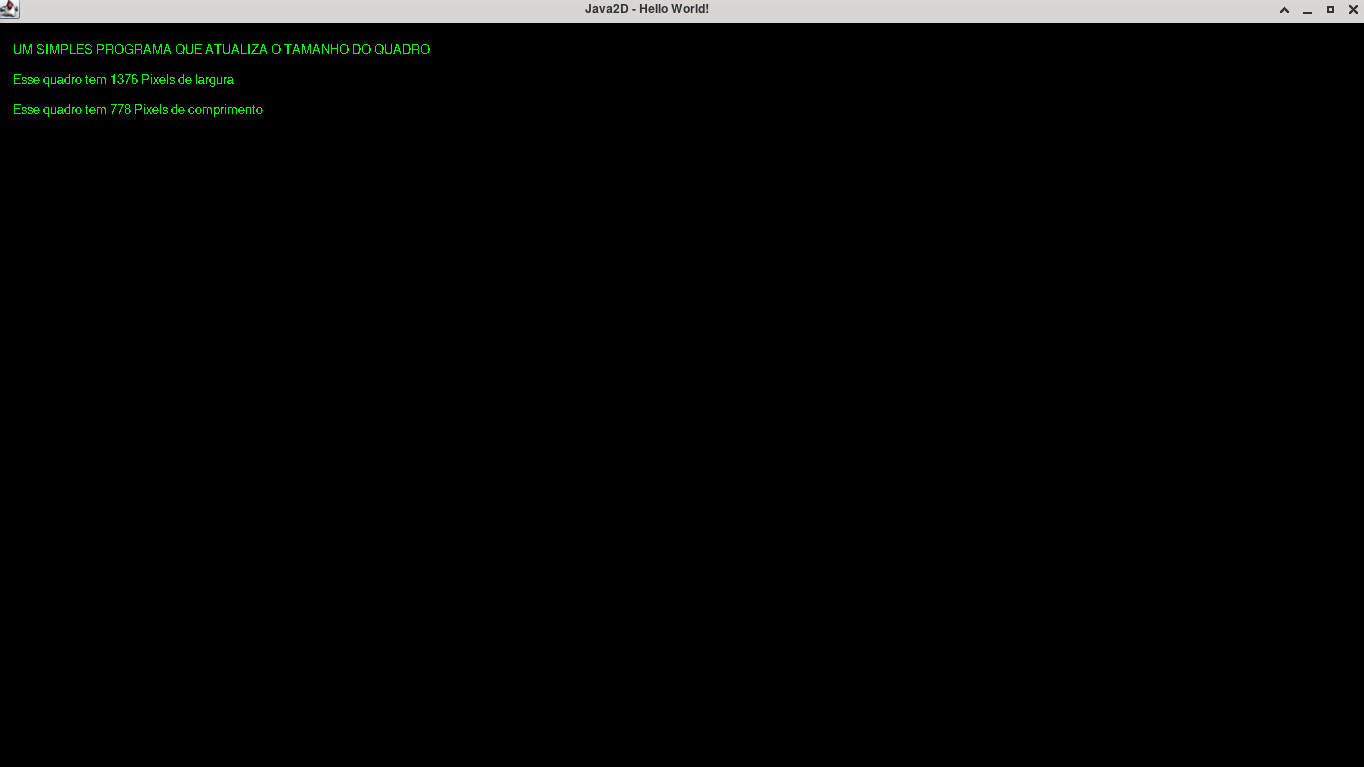 Java2D - Hello World!
UM SIMPLES PROGRAMA QUE ATUALIZA O TAMANHO DO QUADRO
Esse quadro tem 1376 Pixels de largura
Esse quadro tem 778 Pixels de comprimento